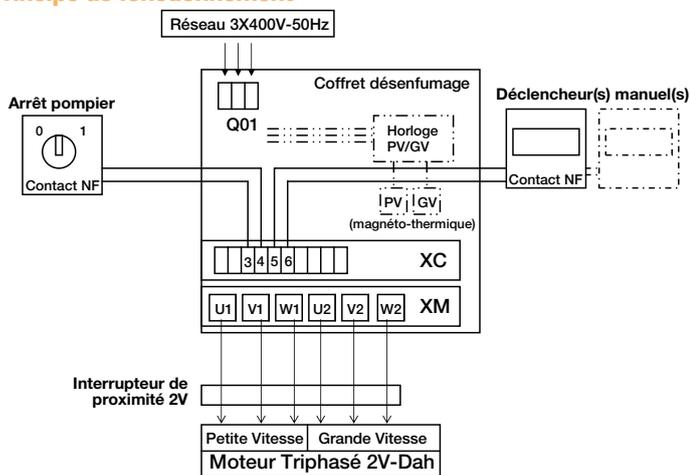 Réseau 3X400V-50Hz
Coffret désenfumage
Arrêt pompier
0 1
Contact NF
Q01
Horloge
PV/GV
Déclencheur(s) manuel(s)
Contact NF
PV GV
(magnéto-thermique)
3 4 5 6
XC
U1 V1 W1 U2 V2 W2
XM
Interrupteur de
proximité 2V
Petite Vitesse Grande Vitesse
Moteur Triphasé 2V-Dah